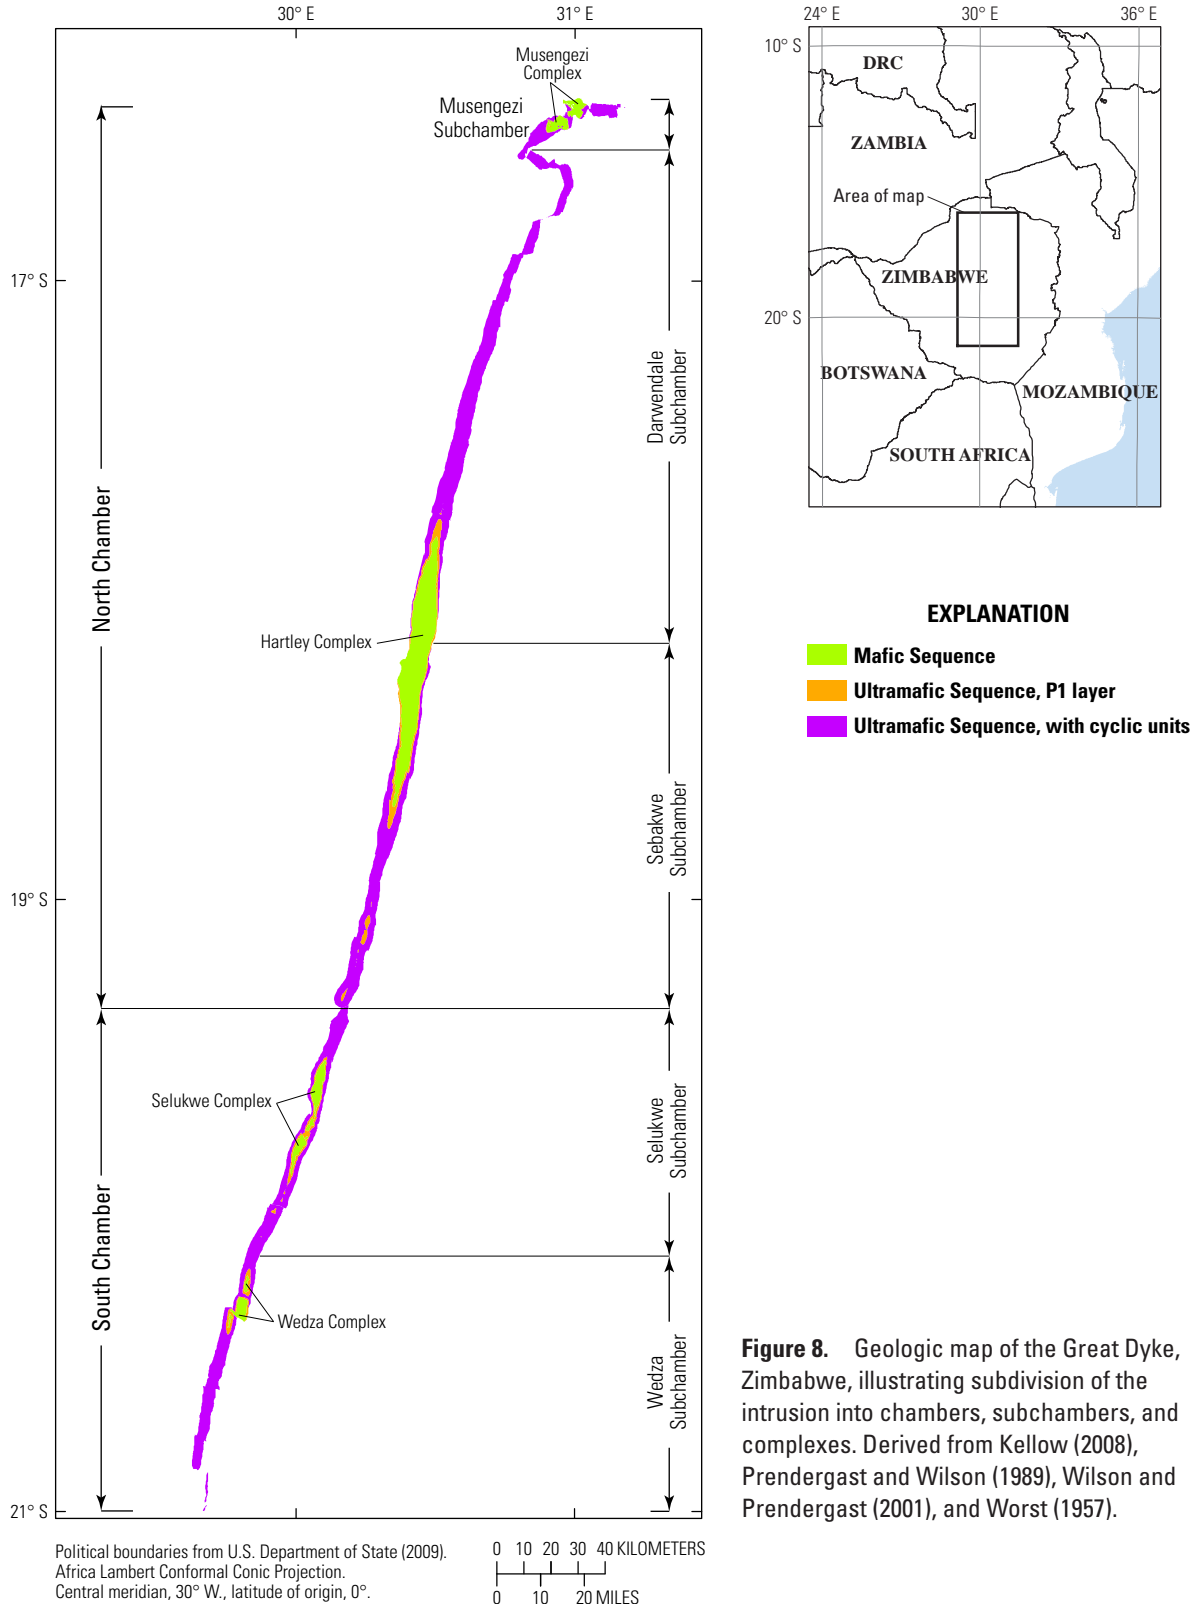 30° E
31° E
Musengezi
Complex
Musengezi
Subchamber
17° S
Darwendale
Subchamber
North Chamber
Hartley Complex
Sebakwe
Subchamber
19° S
Selukwe Complex
Selukwe
Subchamber
South Chamber
Wedza Complex
Wedza
Subchamber
21° S
Political boundaries from U.S. Department of State (2009).
Africa Lambert Conformal Conic Projection.
Central meridian, 30° W., latitude of origin, 0°.
0 10 20 30 40 KILOMETERS
0 10 20 MILES
24° E
30° E
36° E
10° S
DRC
ZAMBIA
Area of map
ZIMBABWE
20° S
BOTSWANA
MOZAMBIQUE
SOUTH AFRICA
EXPLANATION
Mafic Sequence
Ultramafic Sequence, P1 layer
Ultramafic Sequence, with cyclic units
Figure 8. Geologic map of the Great Dyke,
Zimbabwe, illustrating subdivision of the
intrusion into chambers, subchambers, and
complexes. Derived from Kellow (2008),
Prendergast and Wilson (1989), Wilson and
Prendergast (2001), and Worst (1957).